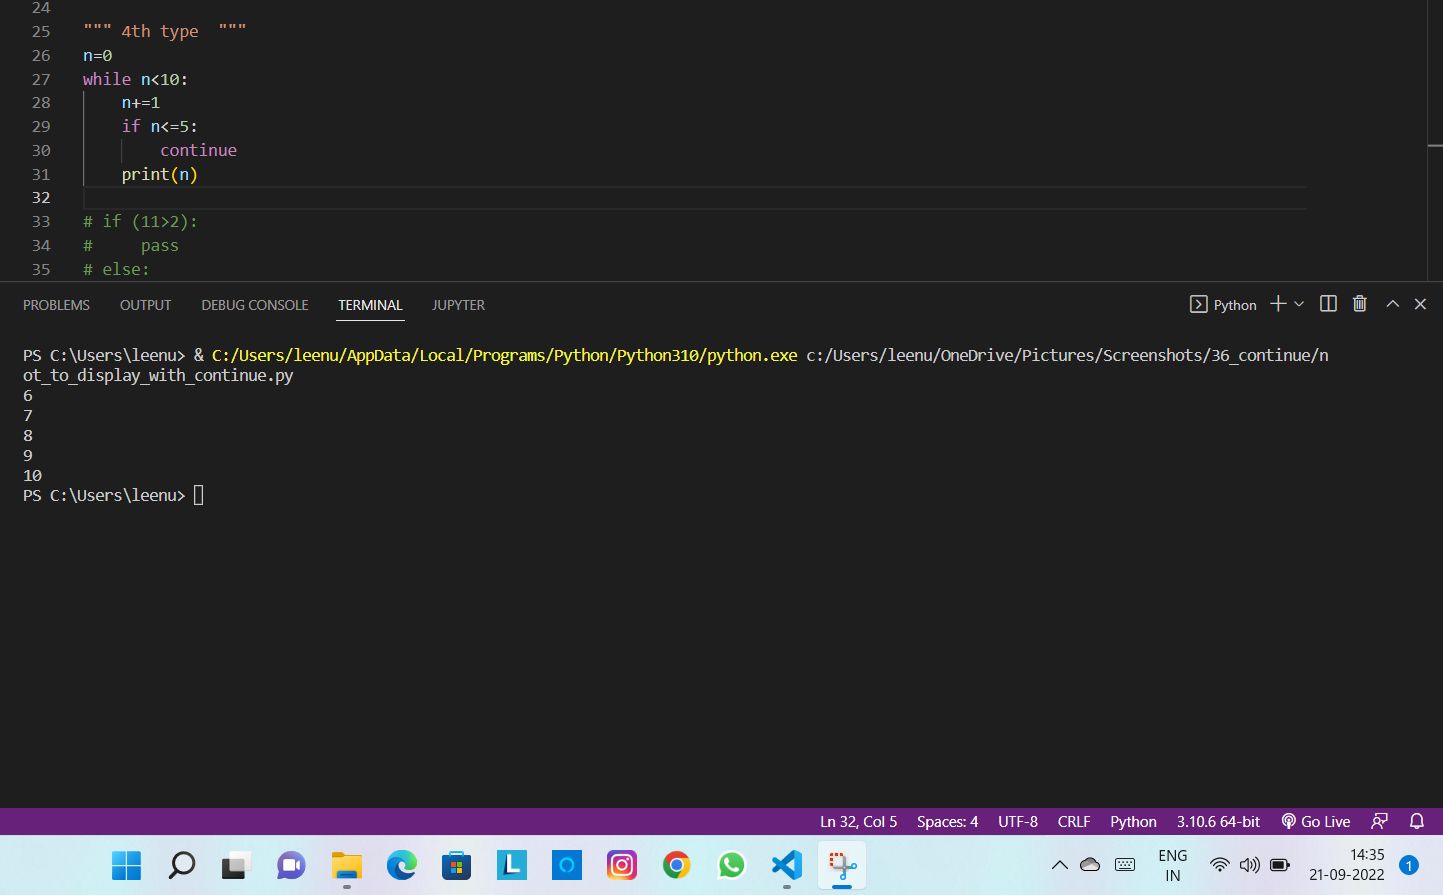 24
25 """ 4th type  """
26 n=0
27 while n<10:
28     n+=1
29     if n<=5:
30         continue
31     print(n)
32
33 # if (11>2):
34 #     pass
35 # else:
PROBLEMS OUTPUT DEBUG CONSOLE TERMINAL JUPYTER Python
PS C:\Users\leenu> & C:/Users/leenu/AppData/Local/Programs/Python/Python310/python.exe c:/Users/leenu/OneDrive/Pictures/Screenshots/36_continue/n
ot_to_display_with_continue.py
6
7
8
9
10
PS C:\Users\leenu>
Ln 32, Col 5 Spaces: 4 UTF-8 CRLF Python 3.10.6 64-bit Go Live
L ENG 14:35
IN 21-09-2022 1